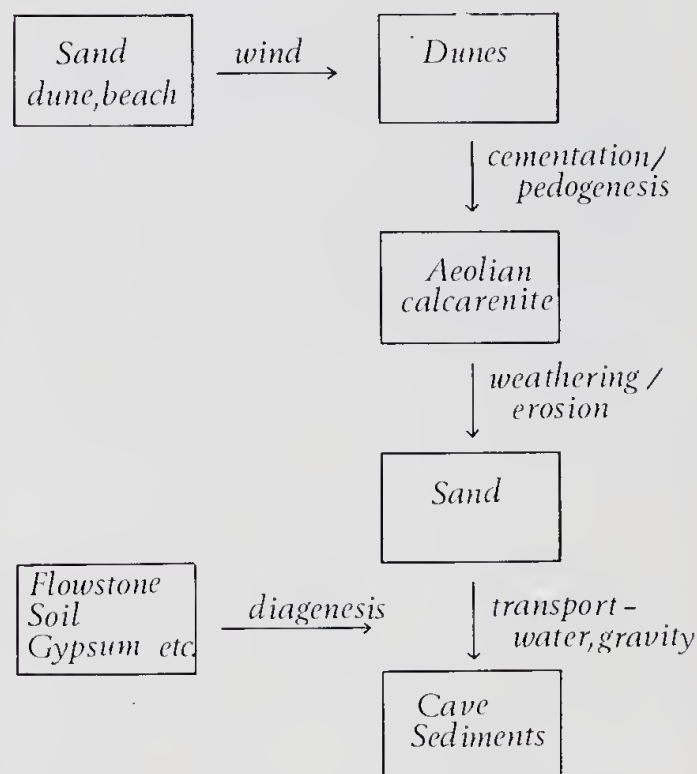 Sand
dune, beach
wind
Dunes
cementation/
pedogenesis
Aeolian
calcarenite
weathering /
erosion
Sand
Flowstone
Soil
Gypsum etc.
diagenesis
transport -
water, gravity
Cave
Sediments